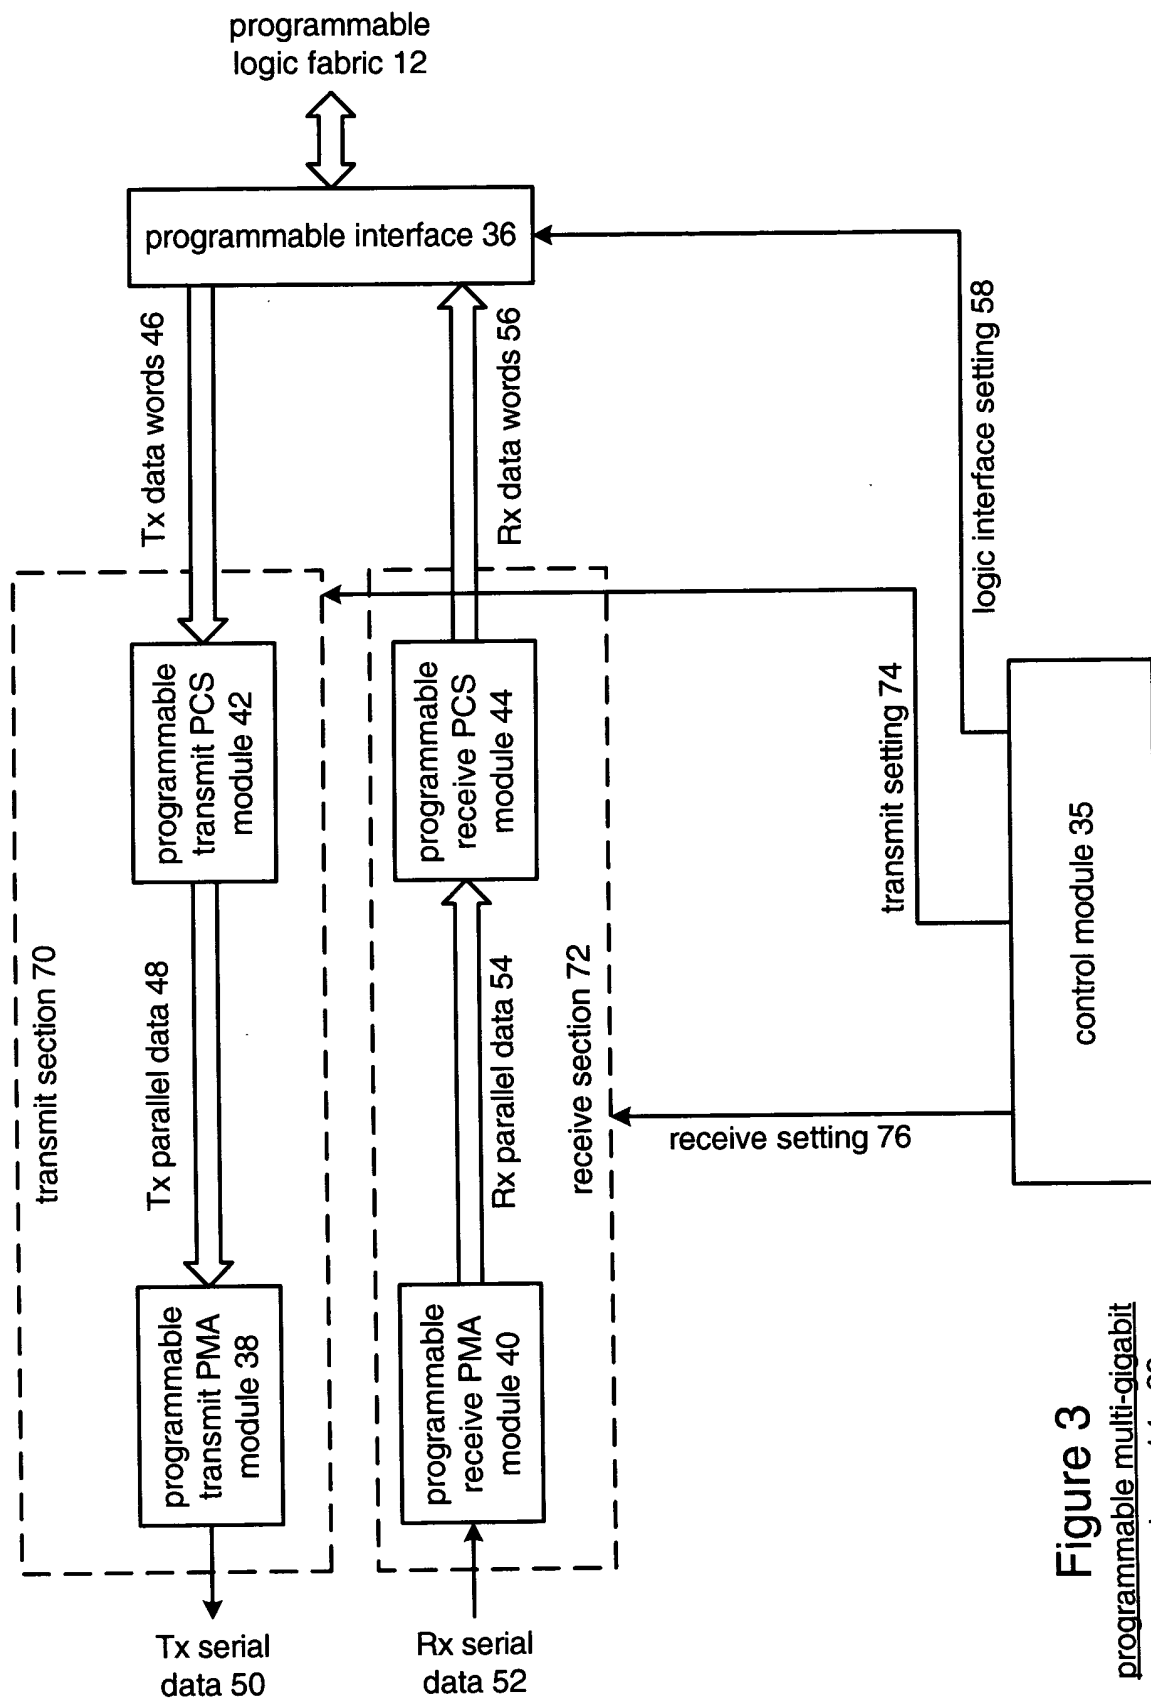 programmable
logic fabric 12
programmable interface 36
Tx data words 46
Rx data words 56
logic interface setting 58
programmable
transmit PCS
module 42
programmable
receive PCS
module 44
transmit setting 74
transmit section 70
Tx parallel data 48
Rx parallel data 54
receive section 72
receive setting 76
control module 35
programmable
transmit PMA
module 38
programmable
receive PMA
module 40
Tx serial
data 50
Rx serial
data 52
Figure 3
programmable multi-gigabit